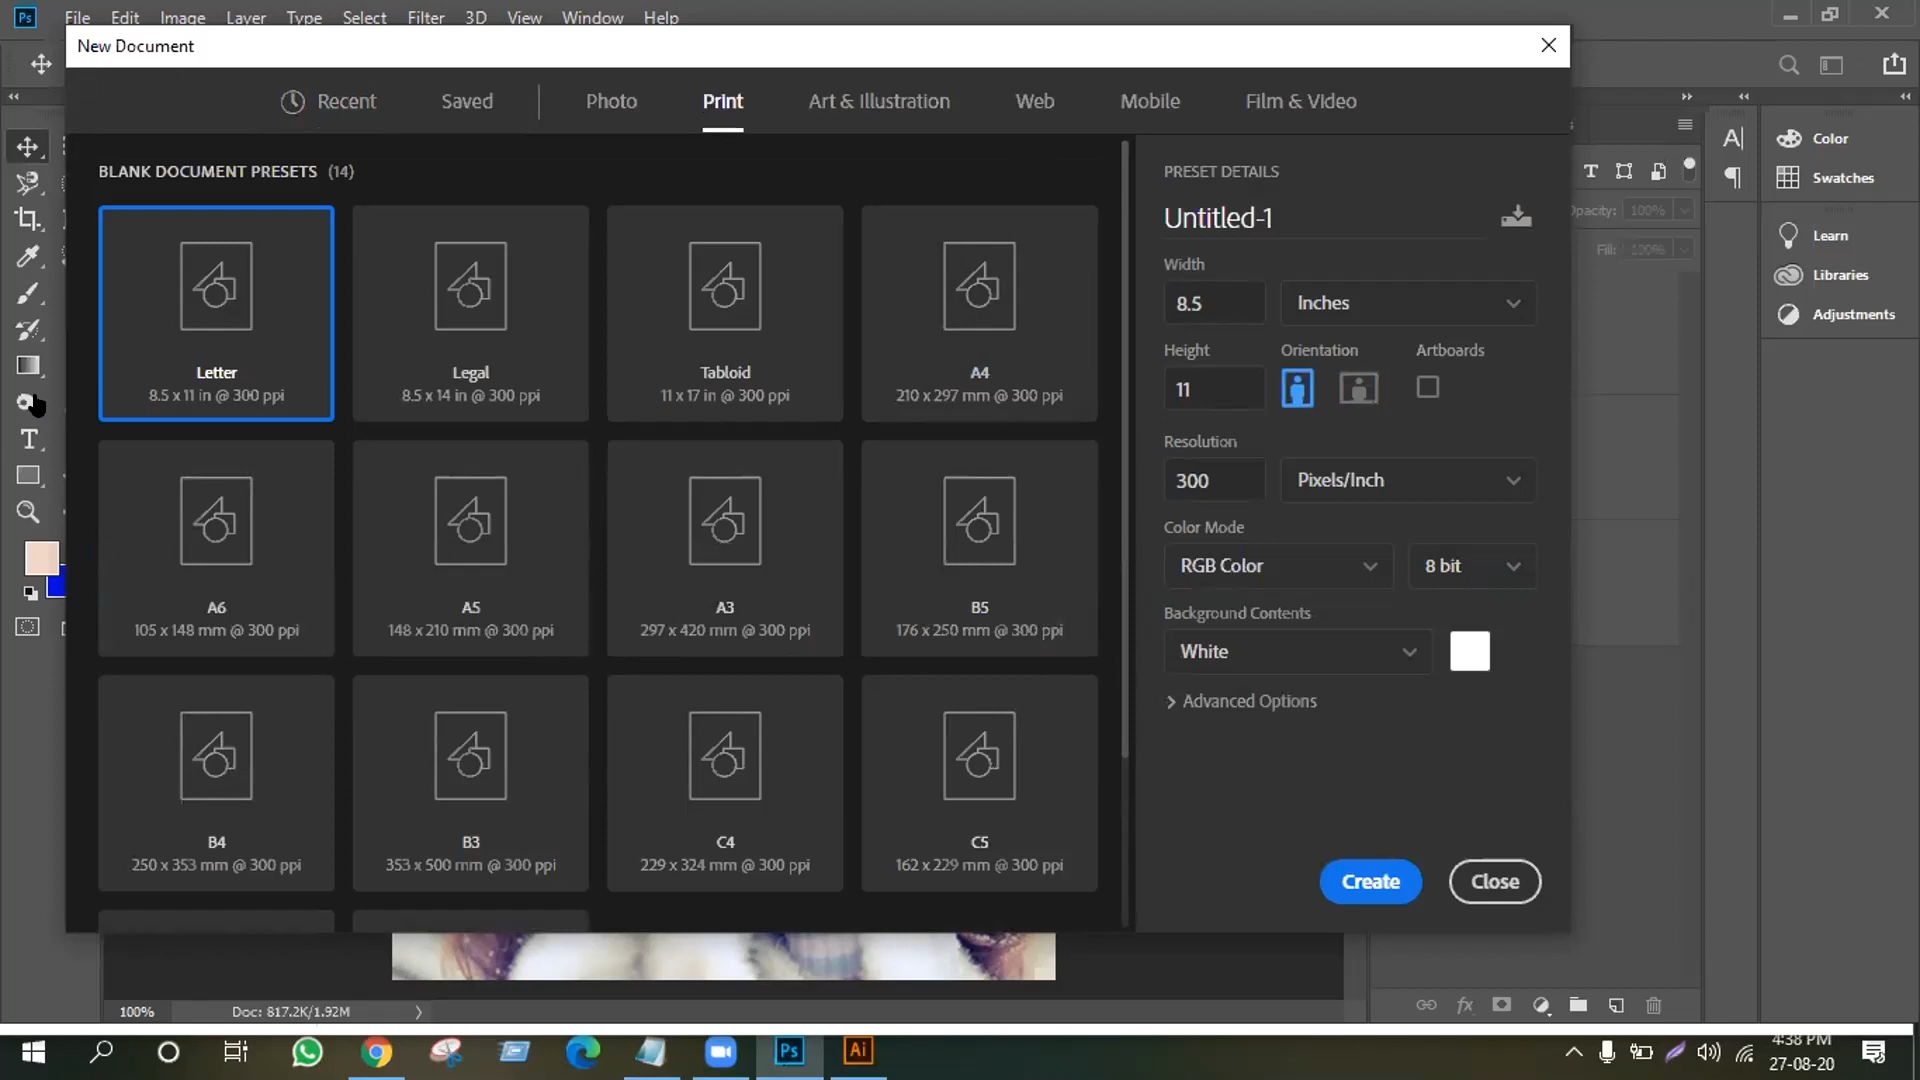 Ps File Edit Image Layer Type Select Filter 3D View Window Help
New Document
Recent Saved Photo Print Art & Illustration Web Mobile Film & Video
BLANK DOCUMENT PRESETS (14)
Letter
8.5 x 11 in @ 300 ppi
Legal
8.5 x 14 in @ 300 ppi
Tabloid
11 x 17 in @ 300 ppi
A4
210 x 297 mm @ 300 ppi
A6
105 x 148 mm @ 300 ppi
A5
148 x 210 mm @ 300 ppi
A3
297 x 420 mm @ 300 ppi
B5
176 x 250 mm @ 300 ppi
B4
250 x 353 mm @ 300 ppi
B3
353 x 500 mm @ 300 ppi
C4
229 x 324 mm @ 300 ppi
C5
162 x 229 mm @ 300 ppi
PRESET DETAILS
Untitled-1
Width
8.5 Inches
Height Orientation Artboards
11
Resolution
300 Pixels/Inch
Color Mode
RGB Color 8 bit
Background Contents
White
Advanced Options
Create Close
Color
Swatches
Learn
Libraries
Adjustments
Opacity: 100%
Fill: 100%
100% Doc: 817.2K/1.92M
Ps Ai
4:38 PM
27-08-20